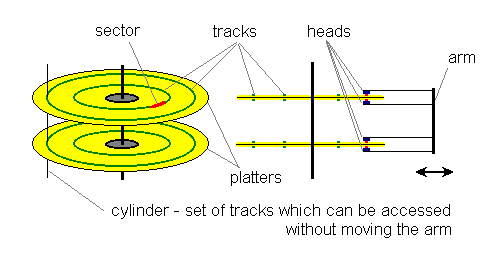 sector
tracks
heads
arm
platters
cylinder - set of tracks which can be accessed
without moving the arm